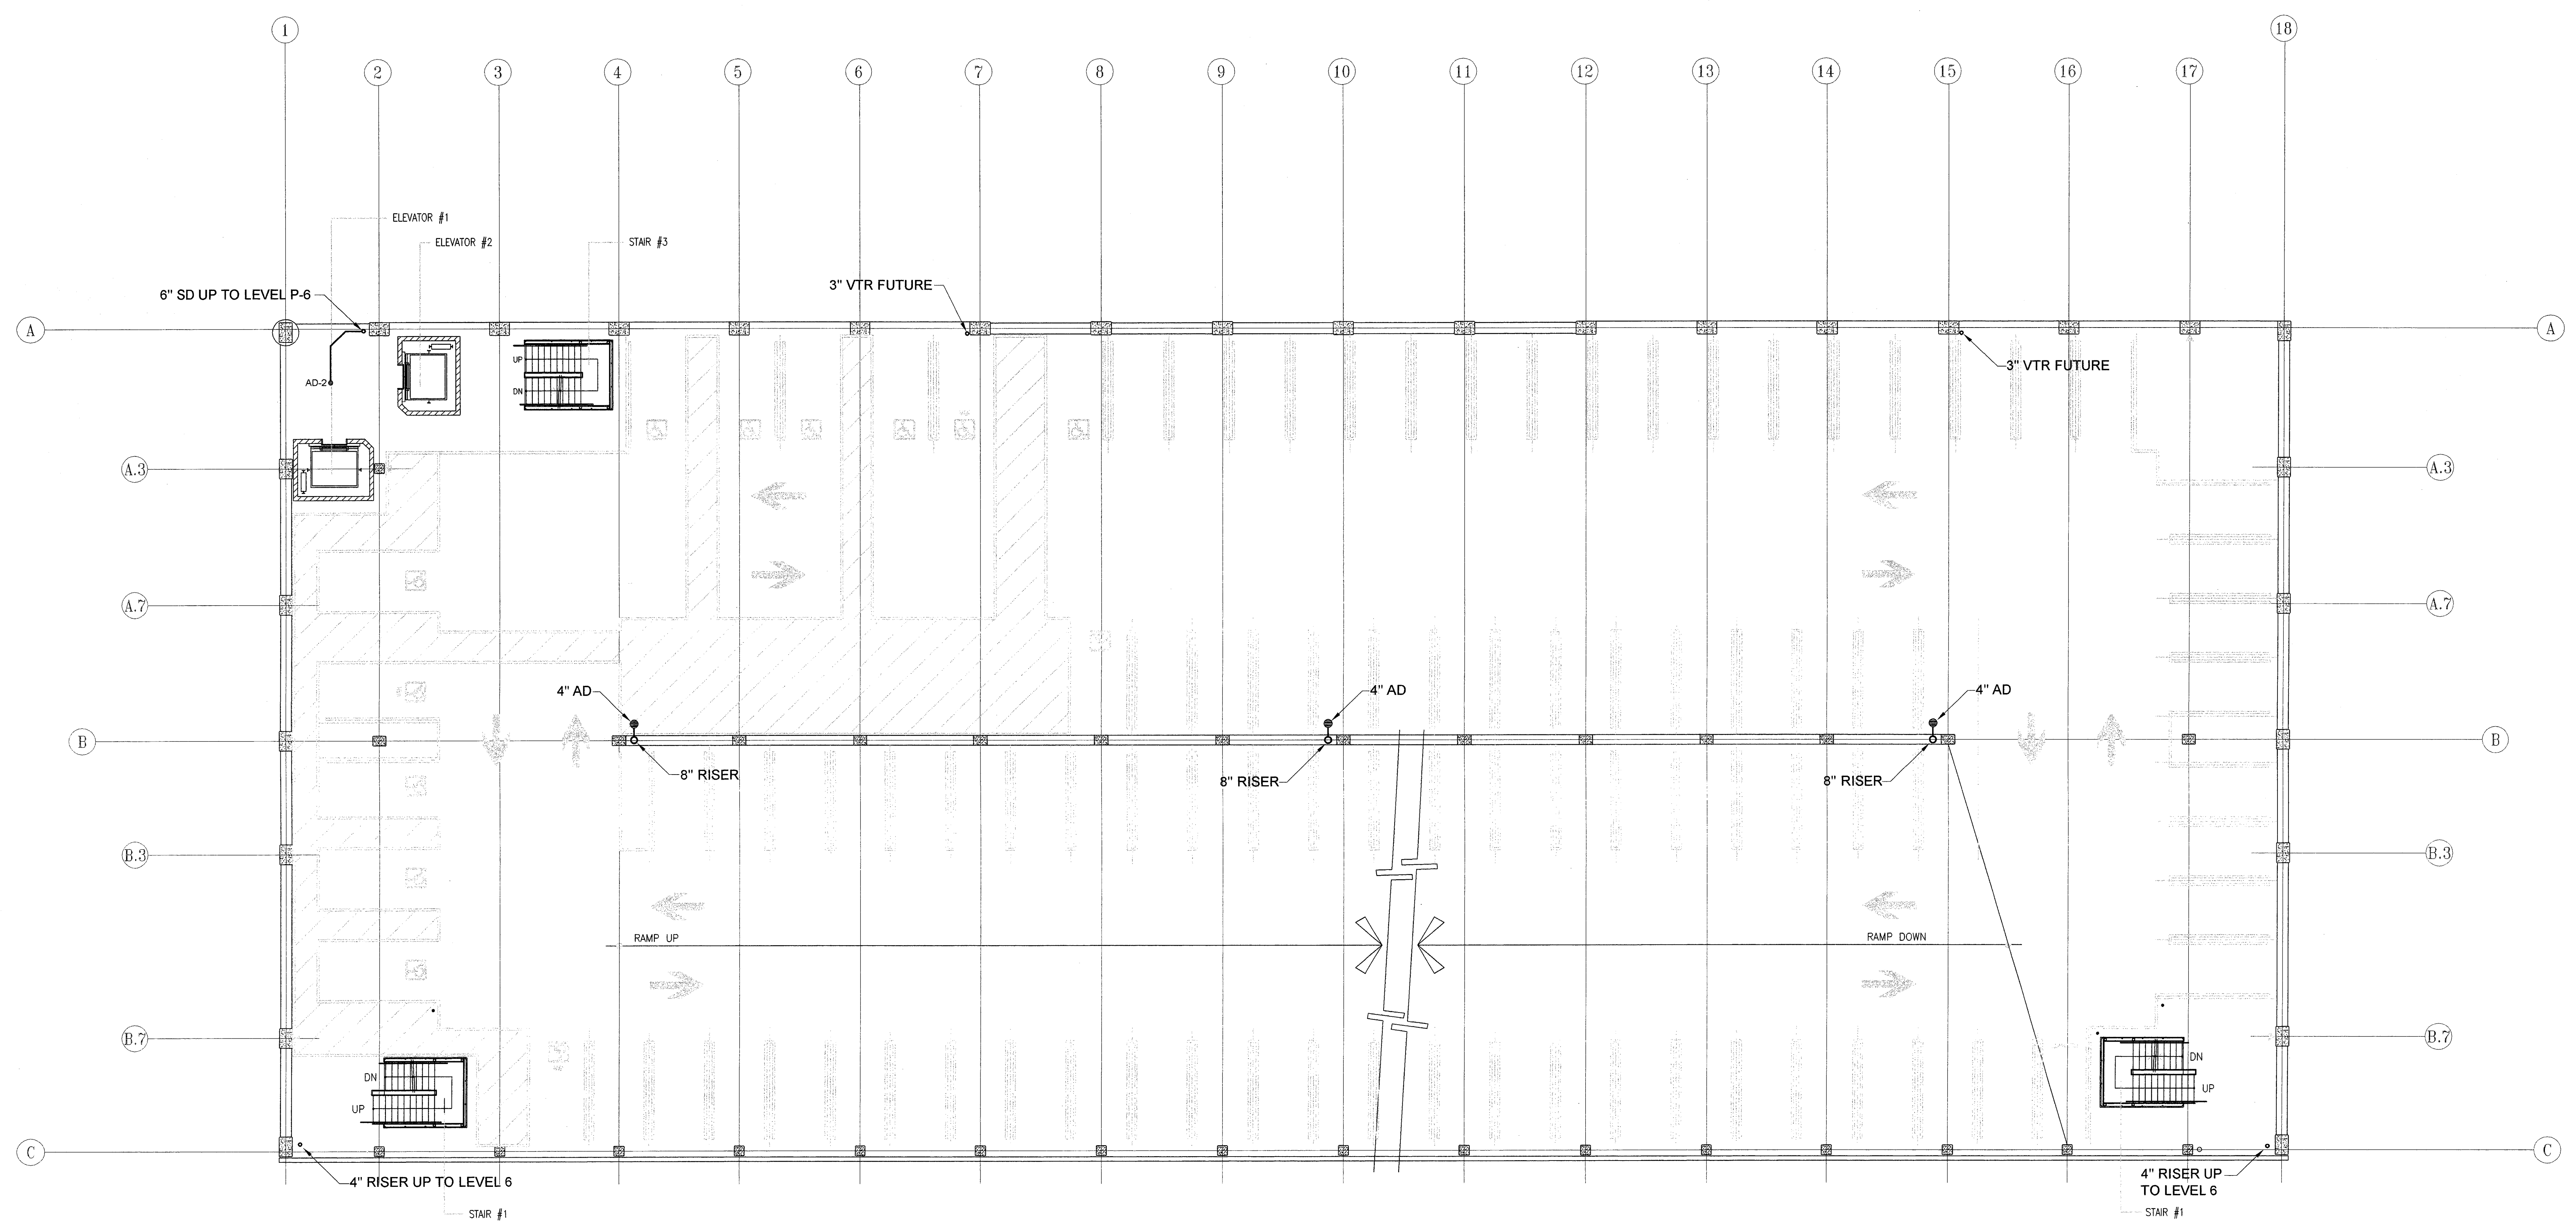 1
18
2
3
4
5
6
7
8
9
10
11
12
13
14
15
16
17
ELEVATOR #1
ELEVATOR #2
STAIR #3
6" SD UP TO LEVEL P-6
3" VTR FUTURE
A
A
UP
3" VTR FUTURE
AD-2
DN
A.3
A.3
A.7
A.7
4" AD
4" AD
4" AD
B
B
8" RISER
8" RISER
8" RISER
B.3
B.3
RAMP UP
RAMP DOWN
B.7
B.7
DN
DN
UP
UP
C
C
4" RISER UP TO LEVEL 6
4" RISER UP
TO LEVEL 6
STAIR #1
STAIR #1